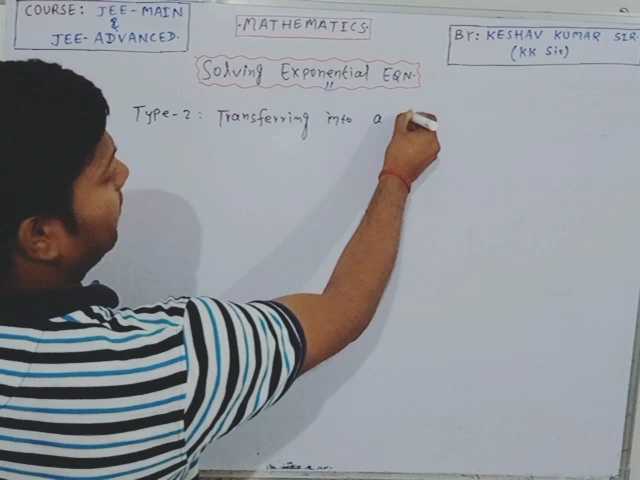 COURSE: JEE-MAIN
&
JEE-ADVANCED.
MATHEMATICS
BY: KESHAV KUMAR SIR.
(KK Sir)
Solving Exponential EQN.
Type-2: Transferring into a